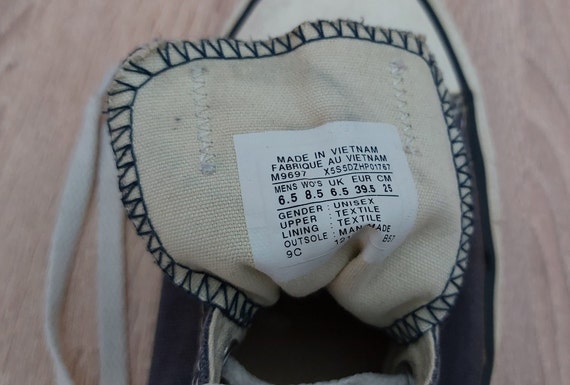 MADE IN VIETNAM
FABRIQUE AU VIETNAM
M9697 X5S5DZHP01767
MENS WO'S UK EUR CM
6.5 8.5 6.5 39.5 25
GENDER : UNISEX
UPPER : TEXTILE
LINING : TEXTILE
OUTSOLE : MAN MADE
9C